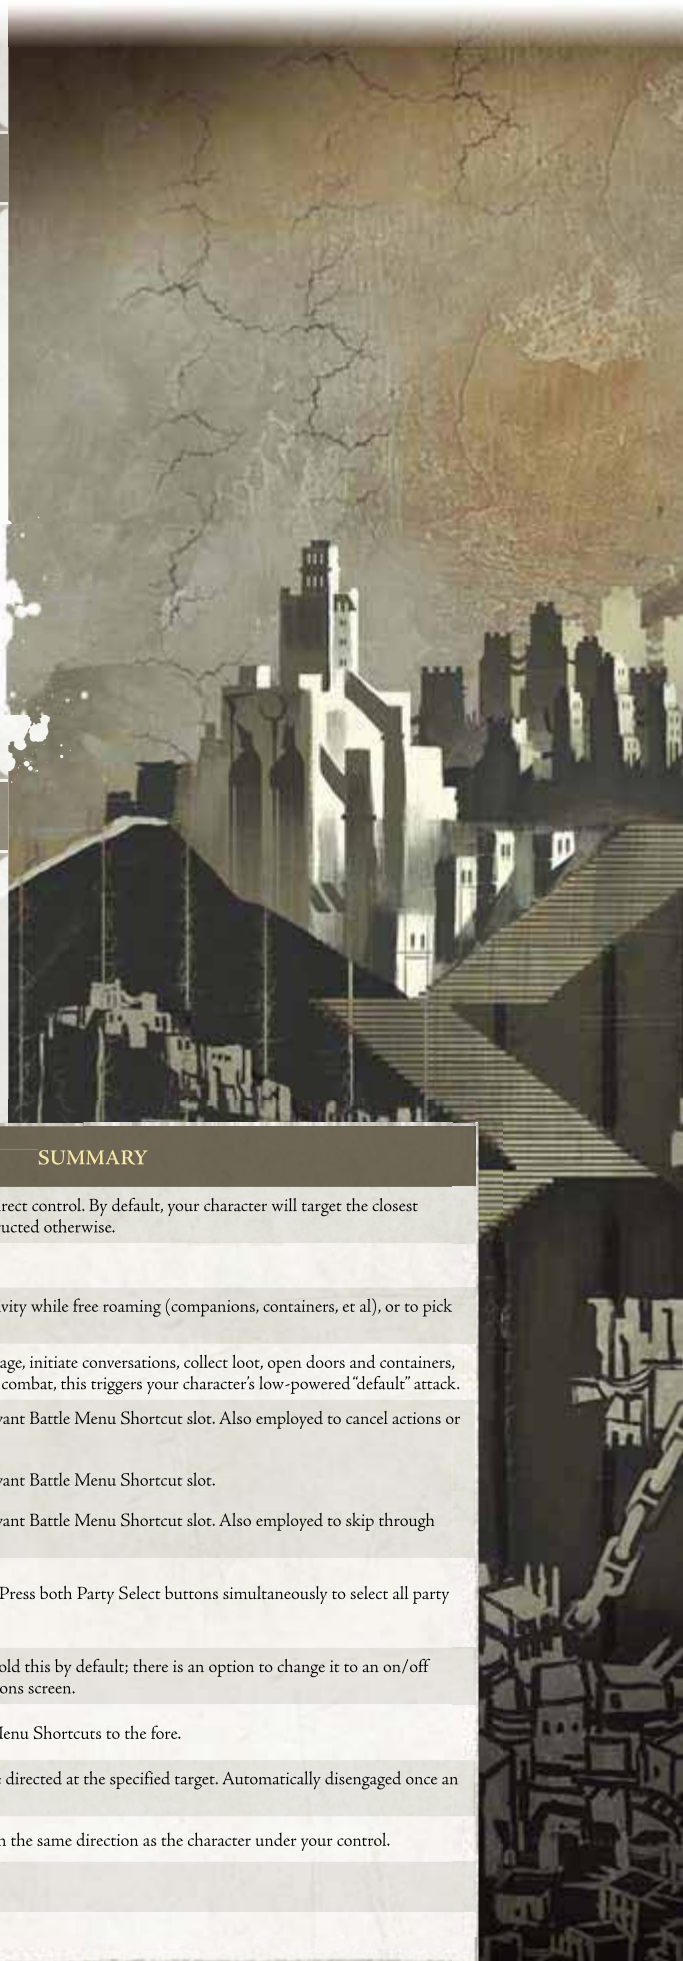 SUMMARY
rect control. By default, your character will target the closest
ructed otherwise.
vity while free roaming (companions, containers, et al), or to pick
age, initiate conversations, collect loot, open doors and containers,
combat, this triggers your character's low-powered "default" attack.
vant Battle Menu Shortcut slot. Also employed to cancel actions or
vant Battle Menu Shortcut slot.
vant Battle Menu Shortcut slot. Also employed to skip through
Press both Party Select buttons simultaneously to select all party
old this by default; there is an option to change it to an on/off
ons screen.
Menu Shortcuts to the fore.
e directed at the specified target. Automatically disengaged once an
n the same direction as the character under your control.